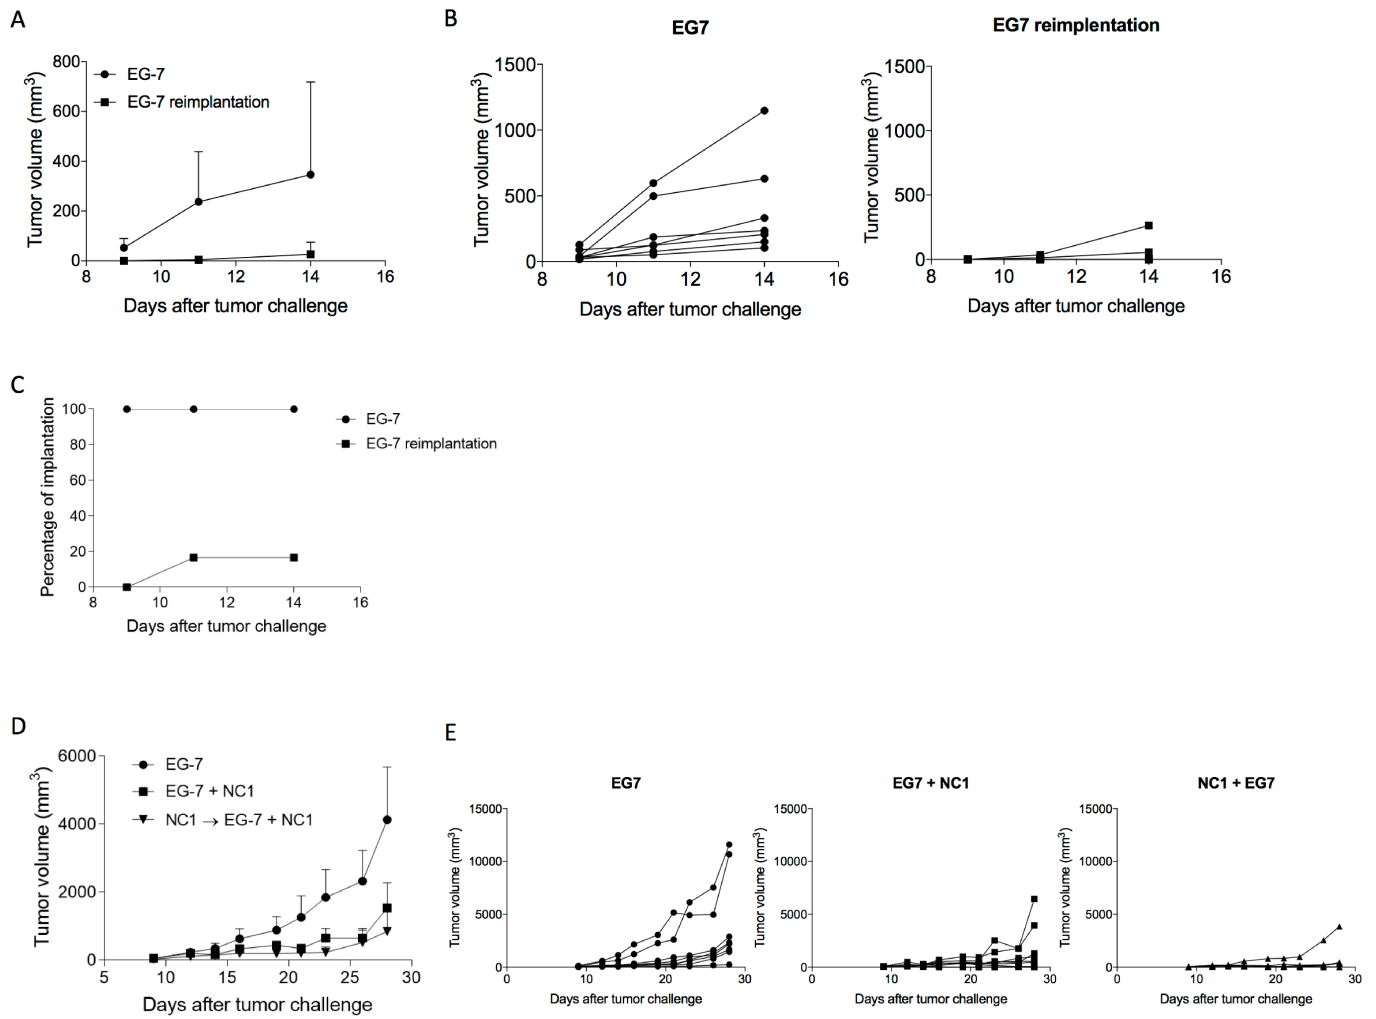 A
Tumor volume (mm3)
800
600
400
200
0
EG-7
EG-7 reimplantation
8 10 12 14 16
Days after tumor challenge
B
EG7
Tumor volume (mm3)
1500
1000
500
0
8 10 12 14 16
Days after tumor challenge
EG7 reimplentation
Tumor volume (mm3)
1500
1000
500
0
8 10 12 14 16
Days after tumor challenge
C
Percentage of implantation
100
80
60
40
20
0
8 10 12 14 16
Days after tumor challenge
EG-7
EG-7 reimplantation
D
Tumor volume (mm3)
6000
4000
2000
0
EG-7
EG-7 + NC1
NC1 → EG-7 + NC1
5 10 15 20 25 30
Days after tumor challenge
E
EG7
Tumor volume (mm3)
15000
10000
5000
0
0 10 20 30
Days after tumor challenge
EG7 + NC1
Tumor volume (mm3)
15000
10000
5000
0
0 10 20 30
Days after tumor challenge
NC1 + EG7
Tumor volume (mm3)
15000
10000
5000
0
0 10 20 30
Days after tumor challenge